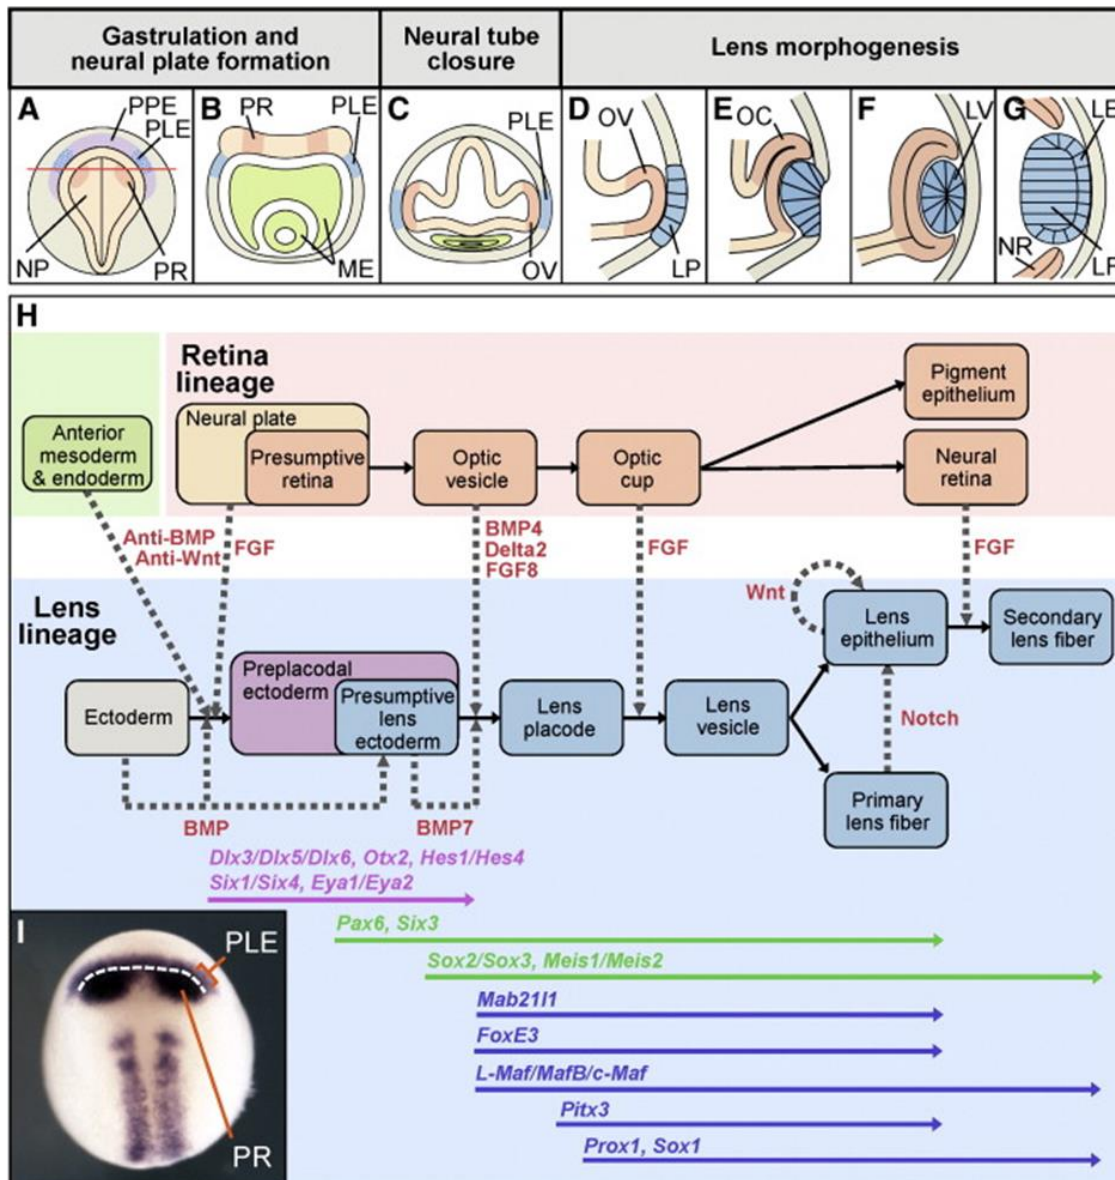 Gastrulation and
neural plate formation
Neural tube
closure
Lens morphogenesis
A
PPE
PLE
NP
PR
B
PR
PLE
ME
C
PLE
OV
D
OV
LP
E
OC
F
LV
G
LE
NR
H
Retina
lineage
Anterior
mesoderm
& endoderm
Neural plate
Presumptive
retina
Optic
vesicle
Optic
cup
Pigment
epithelium
Neural
retina
Anti-BMP
Anti-Wnt
FGF
BMP4
Delta2
FGF8
FGF
FGF
Lens
lineage
Wnt
Lens
epithelium
Secondary
lens fiber
Ectoderm
Preplacodal
ectoderm
Presumptive
lens
ectoderm
Lens
placode
Lens
vesicle
Notch
Primary
lens fiber
BMP
BMP7
Dlx3/Dlx5/Dlx6, Otx2, Hes1/Hes4
Six1/Six4, Eya1/Eya2
Pax6, Six3
Sox2/Sox3, Meis1/Meis2
Mab21l1
FoxE3
L-Maf/MafB/c-Maf
Pitx3
Prox1, Sox1
I
PLE
PR